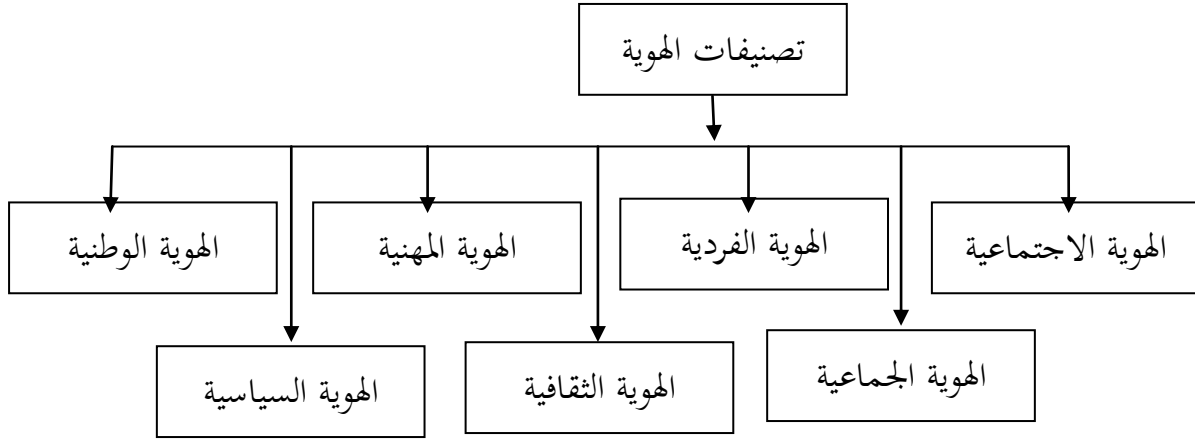 تصنيفات الهوية
الهوية الاجتماعية
الهوية الفردية
الهوية المهنية
الهوية الوطنية
الهوية الجماعية
الهوية الثقافية
الهوية السياسية